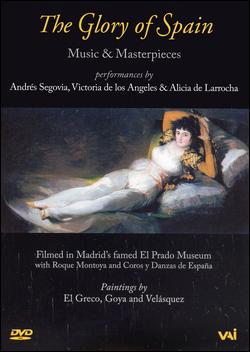 The Glory of Spain
Music & Masterpieces
performances by
Andrés Segovia, Victoria de los Angeles & Alicia de Larrocha
Filmed in Madrid's famed El Prado Museum
with Roque Montoya and Coros y Danzas de España
Paintings by
El Greco, Goya and Velásquez
DVD
VAI